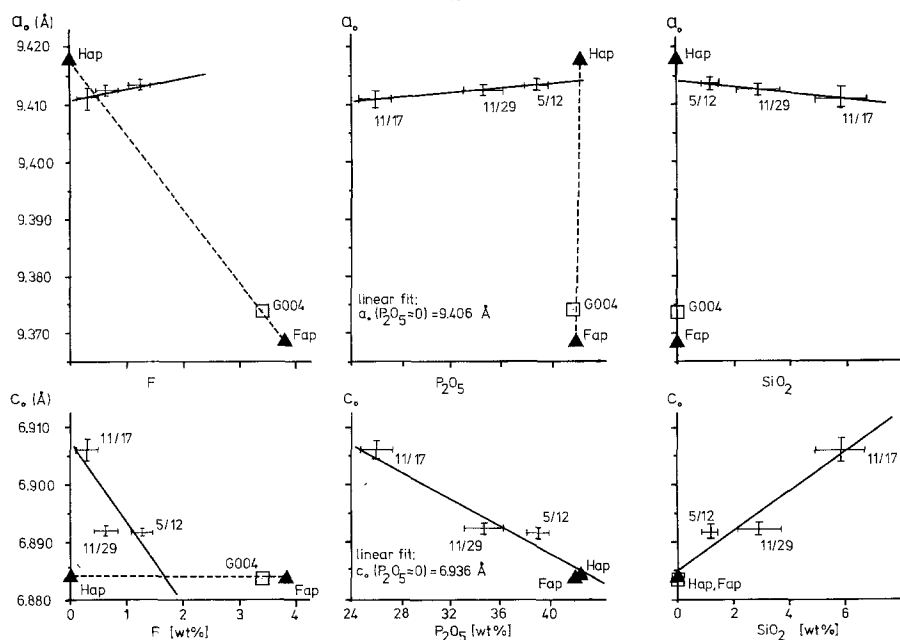 a₀ (Å)
9.420
9.410
9,400
9.390
9.380
9.370
Hap
G004
Fap
F
a₀
Hap
11/17
11/29
5/12
linear fit:
a₀ (P₂O₅=0) = 9.406 Å
G004
Fap
24 28 32 36 40
P₂O₅
a₀
Hap
5/12
11/29
11/17
G004
Fap
SiO₂
c₀ (Å)
6.910
6.900
6.890
6.880
11/17
11/29
5/12
G004
Hap
Fap
0 1 2 3 4
F [wt%]
c₀
11/17
11/29
5/12
linear fit:
c₀ (P₂O₅=0) = 6.936 Å
Hap
Fap
24 28 32 36 40
P₂O₅ [wt%]
c₀
5/12
11/29
11/17
Hap, Fap
0 2 4 6
SiO₂ [wt%]